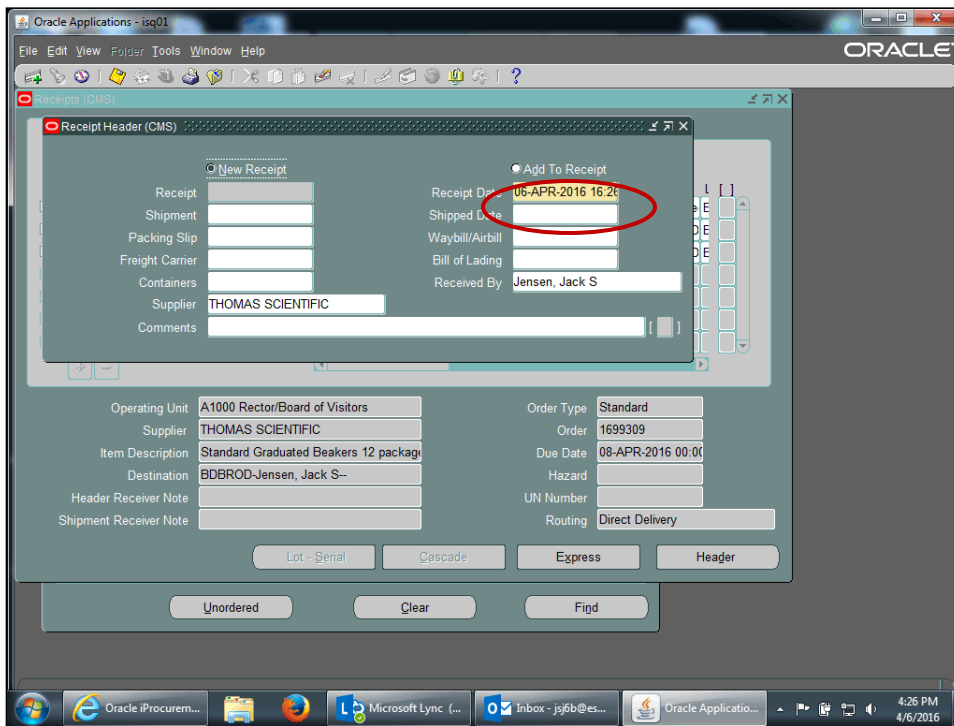 Oracle Applications - isq01
File Edit View Folder Tools Window Help
ORACLE
Receipts (CMS)
Receipt Header (CMS)
New Receipt
Add To Receipt
Receipt
Receipt Date 06-APR-2016 16:26
L [ ]
Shipment
Shipped Date
Packing Slip
Waybill/Airbill
Freight Carrier
Bill of Lading
Containers
Received By Jensen, Jack S
Supplier THOMAS SCIENTIFIC
Comments [ ]
Operating Unit A1000 Rector/Board of Visitors
Order Type Standard
Supplier THOMAS SCIENTIFIC
Order 1699309
Item Description Standard Graduated Beakers 12 package
Due Date 08-APR-2016 00:00
Destination BDBROD-Jensen, Jack S--
Hazard
Header Receiver Note
UN Number
Shipment Receiver Note
Routing Direct Delivery
Lot - Serial Cascade Express Header
Unordered Clear Find
Oracle iProcurem... Microsoft Lync (... Inbox - jsj6b@es... Oracle Applicatio... 4:26 PM
4/6/2016